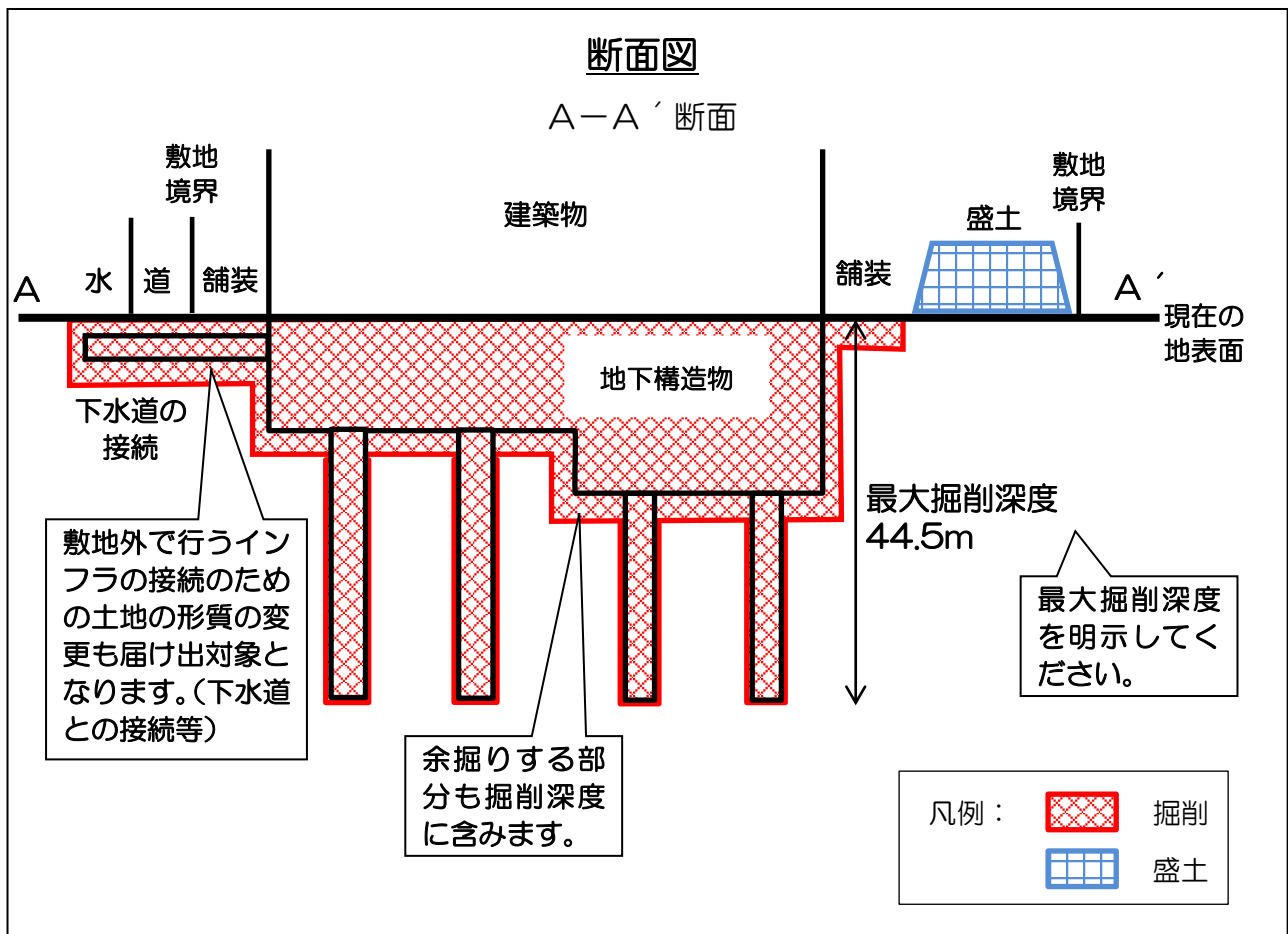 断面図
A-A´断面
敷地
境界
建築物
盛土
敷地
境界
水
道
舗装
舗装
A
A´
現在の
地表面
地下構造物
下水道の
接続
最大掘削深度
44.5m
敷地外で行うイン
フラの接続のため
の土地の形質の変
更も届け出対象と
なります。（下水道
との接続等）
最大掘削深度
を明示してく
ださい。
余掘りする部
分も掘削深度
に含みます。
凡例：
掘削
盛土